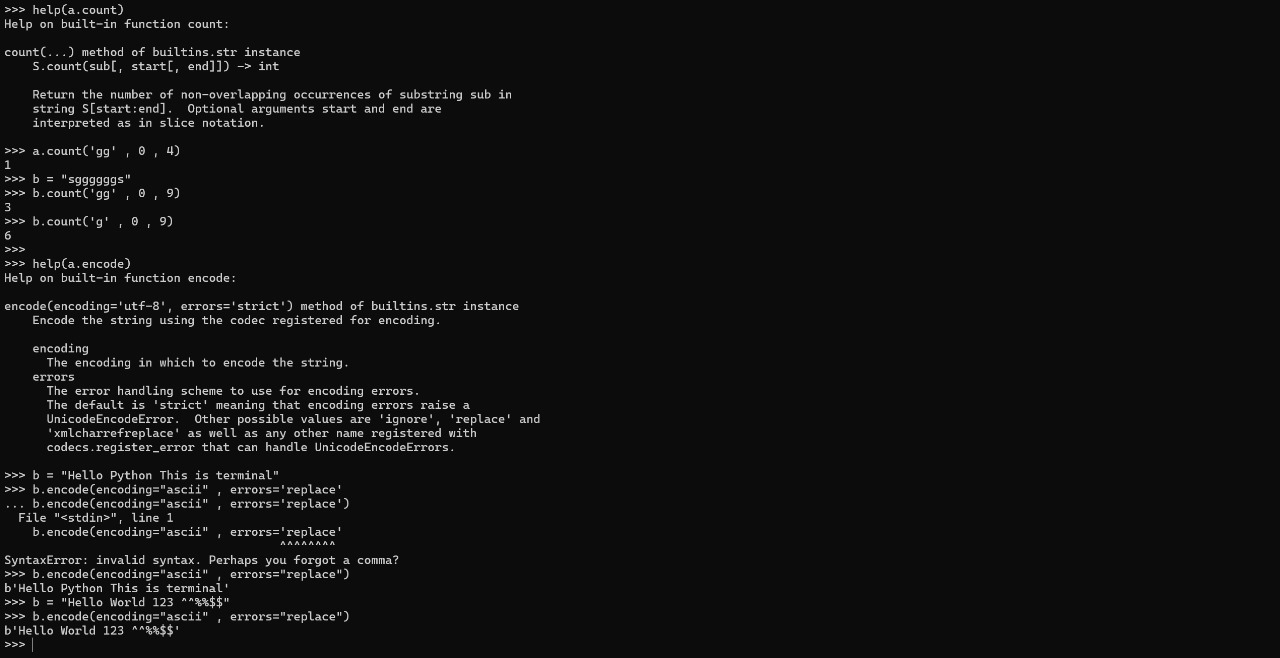 >>> help(a.count)
Help on built-in function count:

count(...) method of builtins.str instance
    S.count(sub[, start[, end]]) -> int

    Return the number of non-overlapping occurrences of substring sub in
    string S[start:end].  Optional arguments start and end are
    interpreted as in slice notation.

>>> a.count('gg' , 0 , 4)
1
>>> b = "sggggggs"
>>> b.count('gg' , 0 , 9)
3
>>> b.count('g' , 0 , 9)
6
>>>
>>> help(a.encode)
Help on built-in function encode:

encode(encoding='utf-8', errors='strict') method of builtins.str instance
    Encode the string using the codec registered for encoding.

    encoding
      The encoding in which to encode the string.
    errors
      The error handling scheme to use for encoding errors.
      The default is 'strict' meaning that encoding errors raise a
      UnicodeEncodeError.  Other possible values are 'ignore', 'replace' and
      'xmlcharrefreplace' as well as any other name registered with
      codecs.register_error that can handle UnicodeEncodeErrors.

>>> b = "Hello Python This is terminal"
>>> b.encode(encoding="ascii" , errors='replace'
... b.encode(encoding="ascii" , errors='replace')
  File "<stdin>", line 1
    b.encode(encoding="ascii" , errors='replace'
                                       ^^^^^^^^
SyntaxError: invalid syntax. Perhaps you forgot a comma?
>>> b.encode(encoding="ascii" , errors="replace")
b'Hello Python This is terminal'
>>> b = "Hello World 123 ^^%%$$"
>>> b.encode(encoding="ascii" , errors="replace")
b'Hello World 123 ^^%%$$'
>>>